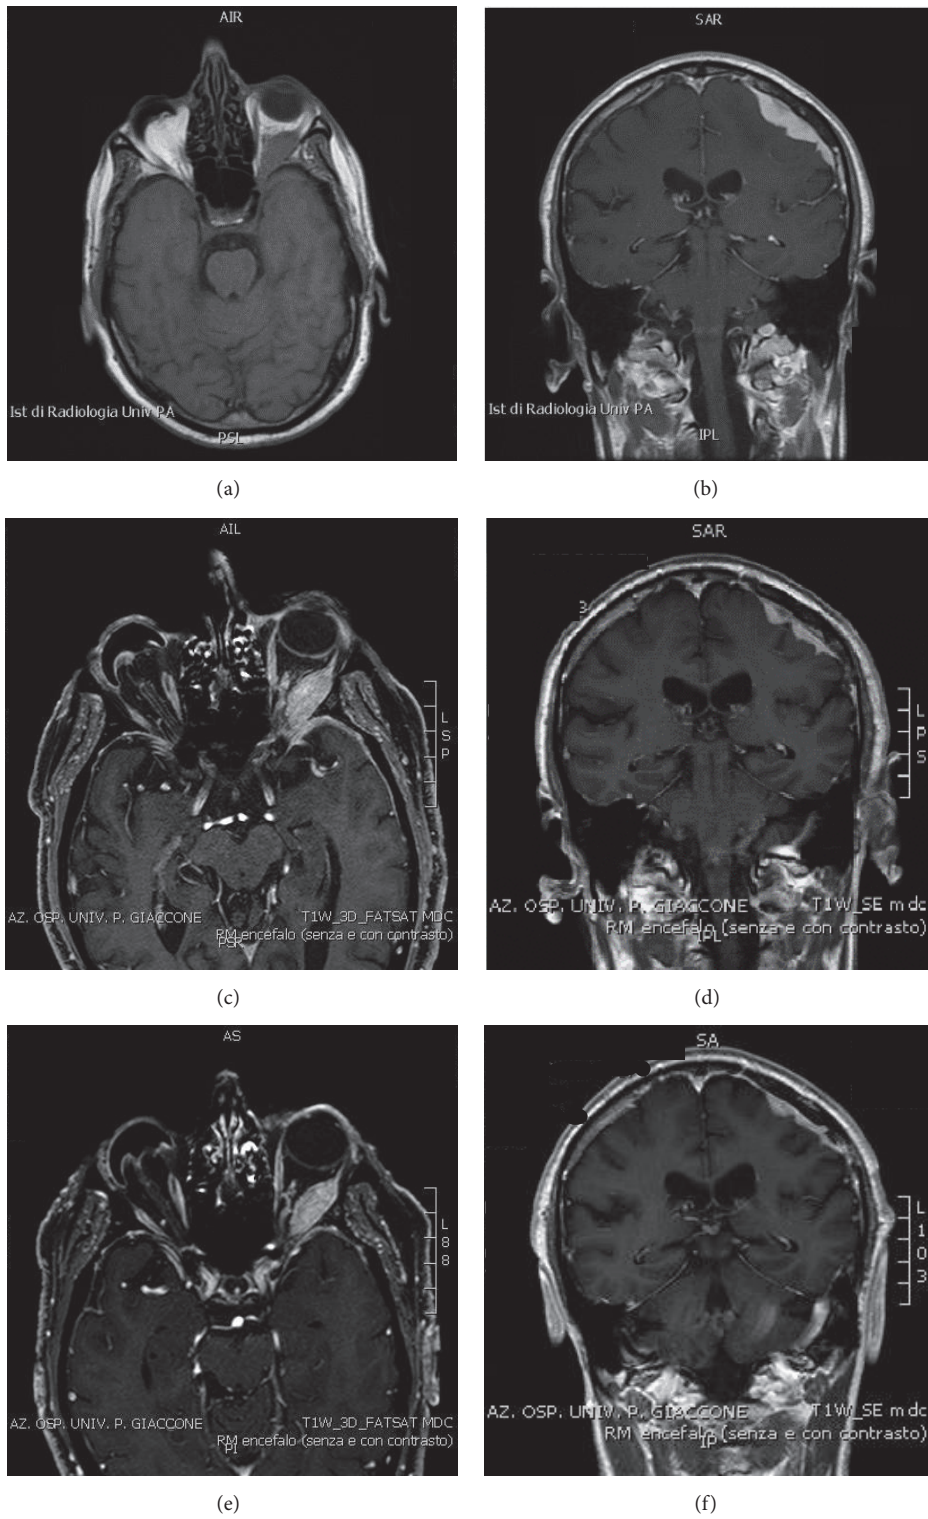 AIR
Ist di Radiologia Univ PA
PSL
(a)
SAR
Ist di Radiologia Univ PA
IPL
(b)
AIL
L
S
P
AZ. OSP. UNIV. P. GIACCONE
T1W_3D_FATSAT MDC
RM encefalo (senza e con contrasto)
PSR
(c)
SAR
3
L
P
S
AZ. OSP. UNIV. P. GIACCONE
T1W_SE mdc
RM encefalo (senza e con contrasto)
IPL
(d)
AS
L
8
8
AZ. OSP. UNIV. P. GIACCONE
T1W_3D_FATSAT MDC
RM encefalo (senza e con contrasto)
PI
(e)
SA
L
1
0
3
AZ. OSP. UNIV. P. GIACCONE
T1W_SE mdc
RM encefalo (senza e con contrasto)
IP
(f)